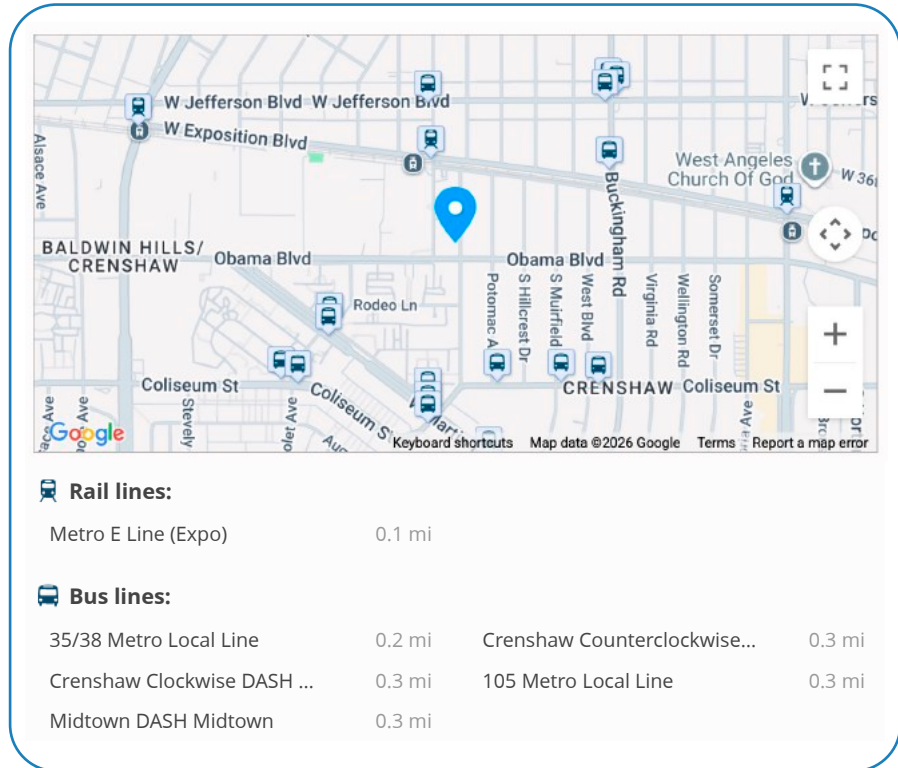 W Jefferson Blvd W Jefferson Blvd
W Exposition Blvd
Alsace Ave
West Angeles
Church Of God
W 36
Buckingham Rd
BALDWIN HILLS/
CRENSHAW
Obama Blvd
Obama Blvd
Rodeo Ln
Potomac A
S Hillcrest Dr
S Muirfield
West Blvd
Virginia Rd
Wellington Rd
Somerset Dr
Coliseum St
Coliseum St
CRENSHAW Coliseum St
Stevely
olet Ave
Google
Keyboard shortcuts Map data ©2026 Google Terms Report a map error
Rail lines:
Metro E Line (Expo) 0.1 mi
Bus lines:
35/38 Metro Local Line 0.2 mi Crenshaw Counterclockwise... 0.3 mi
Crenshaw Clockwise DASH ... 0.3 mi 105 Metro Local Line 0.3 mi
Midtown DASH Midtown 0.3 mi